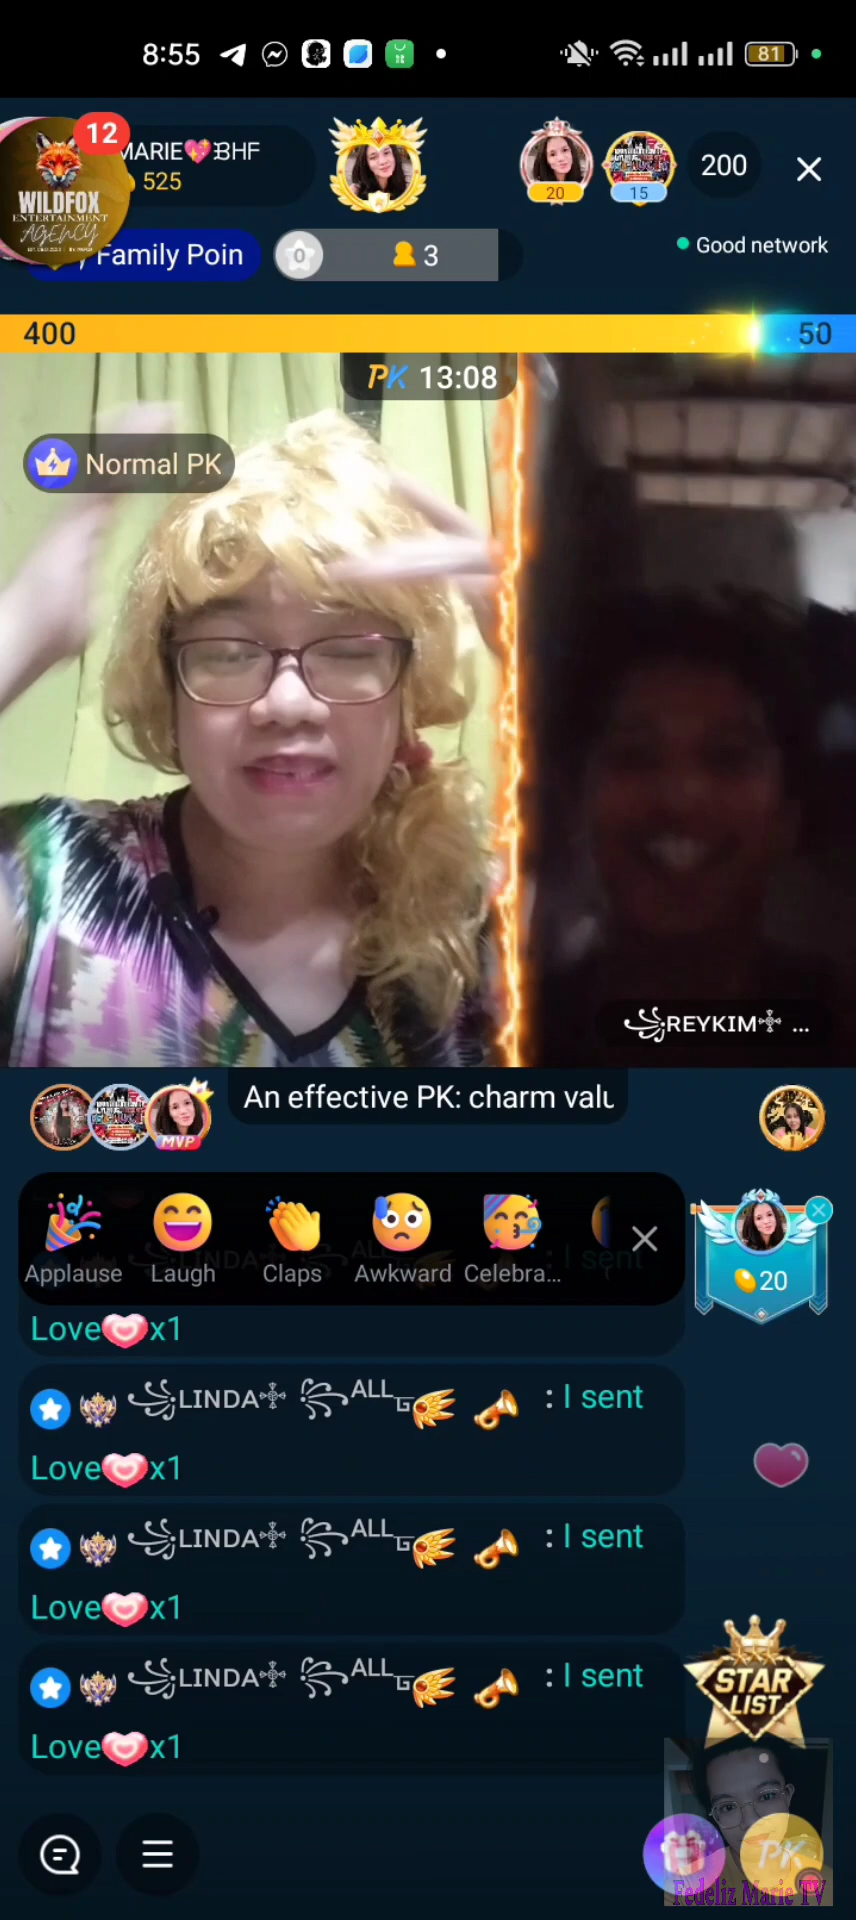 8:55
81
12
MARIE💖BHF
525
WILDFOX
ENTERTAINMENT
AGENCY
20
15
200
Family Poin
0
3
Good network
400
50
PK 13:08
Normal PK
REYKIM ...
MVP
An effective PK: charm valu
1
Applause
Laugh
Claps
Awkward
Celebra...
20
Love x1
LINDA ALL G : I sent
Love x1
LINDA ALL G : I sent
Love x1
LINDA ALL G : I sent
Love x1
STAR
LIST
PK
Fedeliz Marie TV